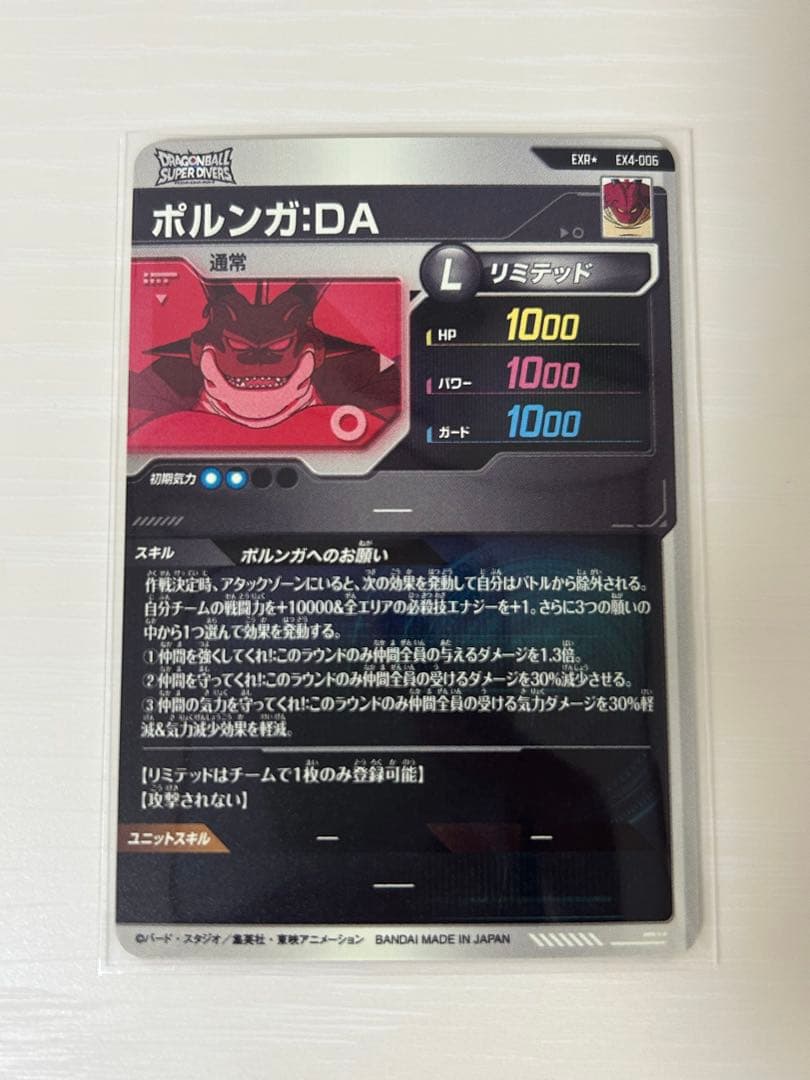 DRAGONBALL
SUPER DIVERS
EXR★ EX4-006
ポルンガ:DA
通常
L リミテッド
HP 1000
パワー 1000
ガード 1000
初期気力
スキル ポルンガへのお願い
作戦決定時、アタックゾーンにいると、次の効果を発動して自分はバトルから除外される。
自分チームの戦闘力を+10000&全エリアの必殺技エナジーを+1。さらに3つの願いの
中から1つ選んで効果を発動する。
①仲間を強くしてくれ!:このラウンドのみ仲間全員の与えるダメージを1.3倍。
②仲間を守ってくれ!:このラウンドのみ仲間全員の受けるダメージを30%減少させる。
③仲間の気力を守ってくれ!:このラウンドのみ仲間全員の受ける気力ダメージを30%軽
減&気力減少効果を軽減。
【リミテッドはチームで1枚のみ登録可能】
【攻撃されない】
ユニットスキル
©バード・スタジオ/集英社・東映アニメーション BANDAI MADE IN JAPAN